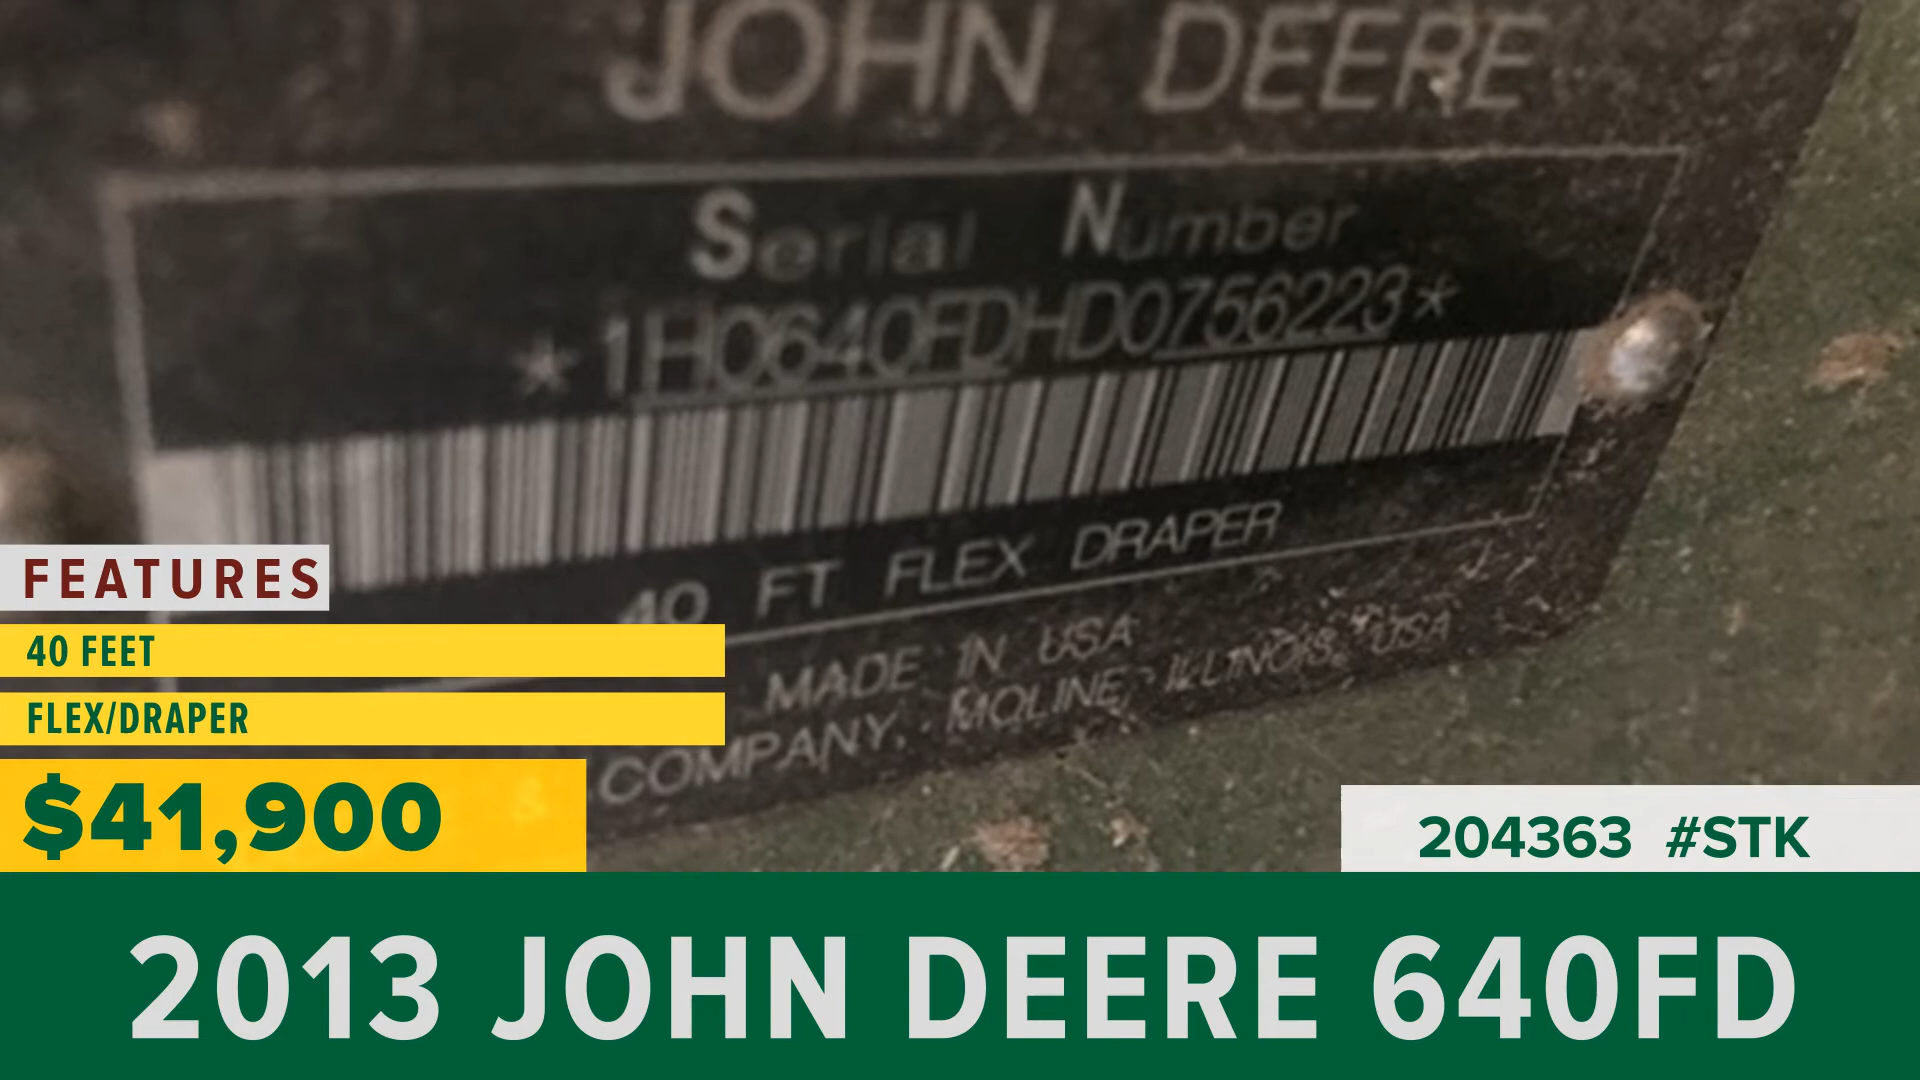 JOHN DEERE
Serial Number
*1H0640FDHD0756223*
40 FT FLEX DRAPER
MADE IN USA
COMPANY, MOLINE, ILLINOIS, USA
FEATURES
40 FEET
FLEX/DRAPER
$41,900
204363 #STK
2013 JOHN DEERE 640FD